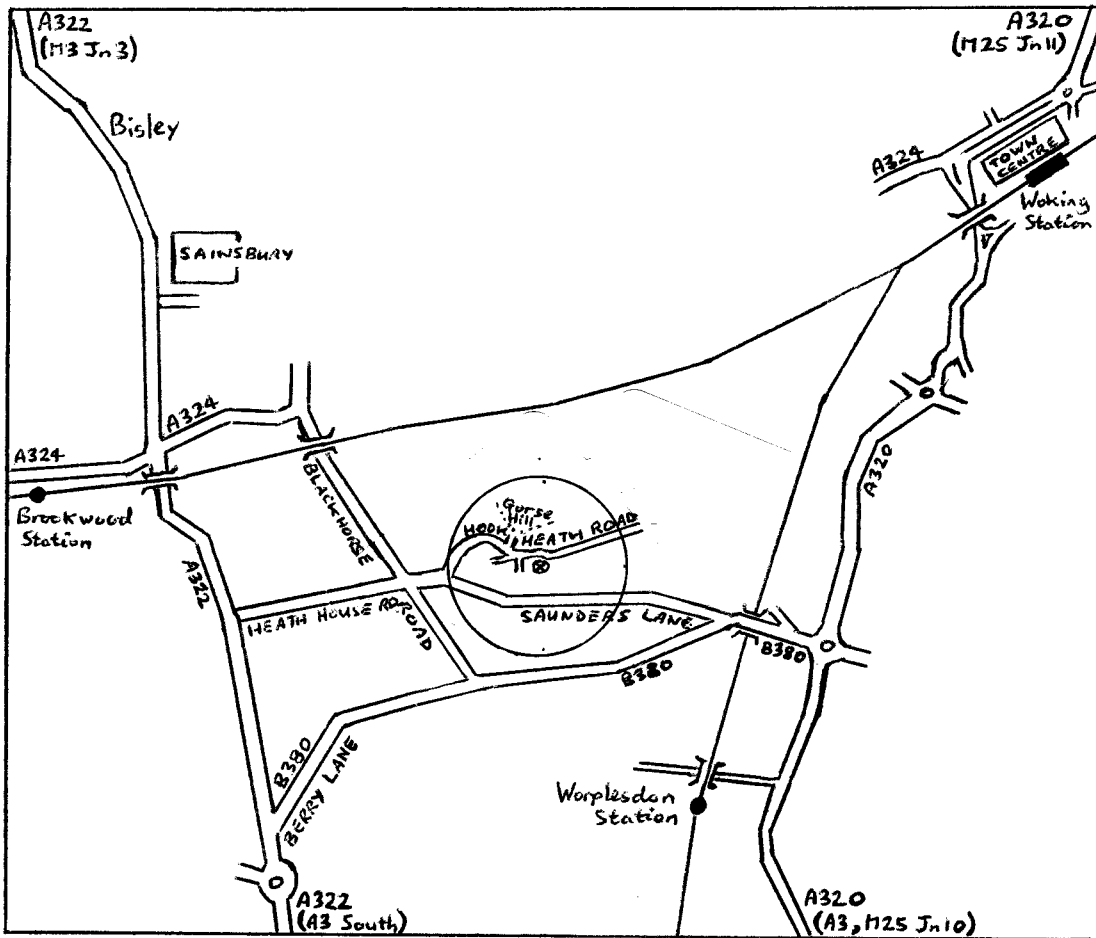 A322
(M3 Jn3)
A320
(M25 Jn11)
Bisley
TOWN
CENTRE
A324
Woking
Station
SAINSBURY
A324
A324
Brookwood
Station
BLACKHORSE
ROAD
A320
Gorse
Hill
HOOK HEATH ROAD
A322
HEATH HOUSE RD
SAUNDERS LANE
B380
B380
B380
BERRY LANE
Worplesdon
Station
A322
(A3 South)
A320
(A3, M25 Jn10)